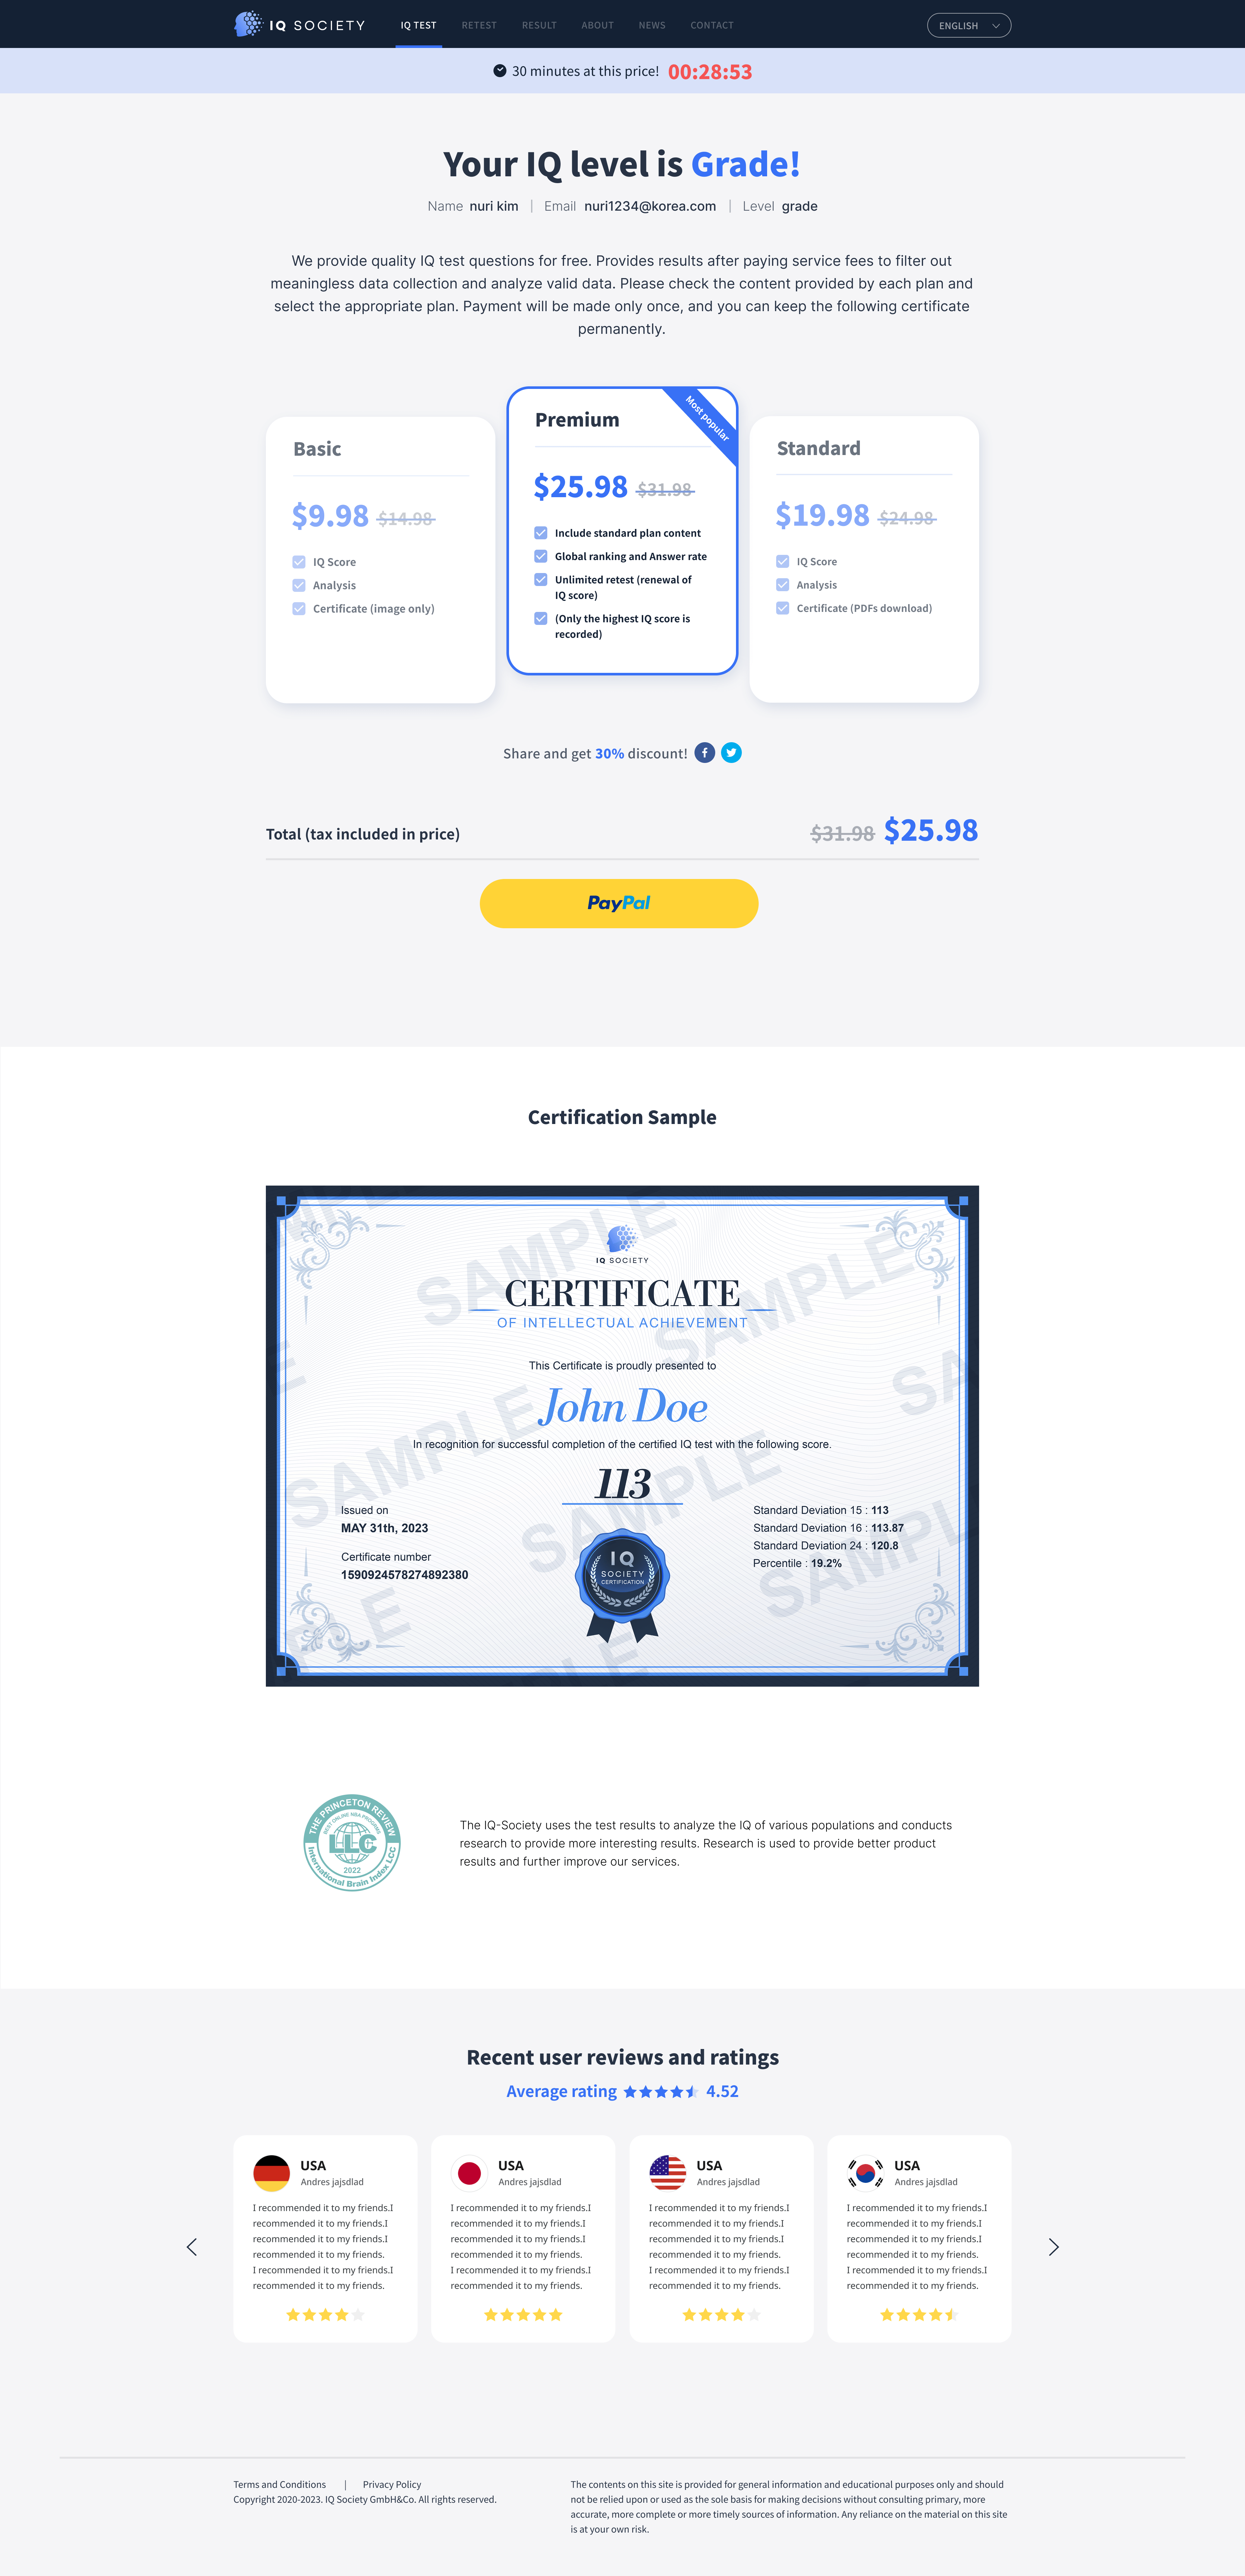 IQ SOCIETY
IQ TEST
RETEST
RESULT
ABOUT
NEWS
CONTACT
ENGLISH
30 minutes at this price! 00:28:53
Your IQ level is Grade!
Name nuri kim | Email nuri1234@korea.com | Level grade
We provide quality IQ test questions for free. Provides results after paying service fees to filter out
meaningless data collection and analyze valid data. Please check the content provided by each plan and
select the appropriate plan. Payment will be made only once, and you can keep the following certificate
permanently.
Basic
$9.98 $14.98
IQ Score
Analysis
Certificate (image only)
Premium
Most popular
$25.98 $31.98
Include standard plan content
Global ranking and Answer rate
Unlimited retest (renewal of
IQ score)
(Only the highest IQ score is
recorded)
Standard
$19.98 $24.98
IQ Score
Analysis
Certificate (PDFs download)
Share and get 30% discount!
Total (tax included in price)
$31.98 $25.98
PayPal
Certification Sample
IQ SOCIETY
CERTIFICATE
OF INTELLECTUAL ACHIEVEMENT
This Certificate is proudly presented to
John Doe
In recognition for successful completion of the certified IQ test with the following score.
113
Issued on
MAY 31th, 2023
Certificate number
1590924578274892380
IQ
SOCIETY
CERTIFICATION
Standard Deviation 15 : 113
Standard Deviation 16 : 113.87
Standard Deviation 24 : 120.8
Percentile : 19.2%
SAMPLE
SAMPLE
SAMPLE
SAMPLE
SAMPLE
THE PRINCETON REVIEW
BEST ONLINE NBA PROGRMS
LLC
2022
International Brain Index LCC
The IQ-Society uses the test results to analyze the IQ of various populations and conducts
research to provide more interesting results. Research is used to provide better product
results and further improve our services.
Recent user reviews and ratings
Average rating 4.52
USA
Andres jajsdlad
I recommended it to my friends.I
recommended it to my friends.I
recommended it to my friends.I
recommended it to my friends.
I recommended it to my friends.I
recommended it to my friends.
USA
Andres jajsdlad
I recommended it to my friends.I
recommended it to my friends.I
recommended it to my friends.I
recommended it to my friends.
I recommended it to my friends.I
recommended it to my friends.
USA
Andres jajsdlad
I recommended it to my friends.I
recommended it to my friends.I
recommended it to my friends.I
recommended it to my friends.
I recommended it to my friends.I
recommended it to my friends.
USA
Andres jajsdlad
I recommended it to my friends.I
recommended it to my friends.I
recommended it to my friends.I
recommended it to my friends.
I recommended it to my friends.I
recommended it to my friends.
Terms and Conditions | Privacy Policy
Copyright 2020-2023. IQ Society GmbH&Co. All rights reserved.
The contents on this site is provided for general information and educational purposes only and should
not be relied upon or used as the sole basis for making decisions without consulting primary, more
accurate, more complete or more timely sources of information. Any reliance on the material on this site
is at your own risk.